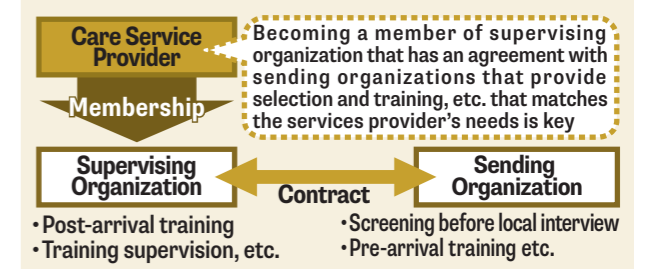 Care Service
Provider
Becoming a member of supervising
organization that has an agreement with
sending organizations that provide
selection and training, etc. that matches
the services provider's needs is key
Membership
Supervising
Organization
Contract
Sending
Organization
・Post-arrival training
・Training supervision, etc.
・Screening before local interview
・Pre-arrival training etc.